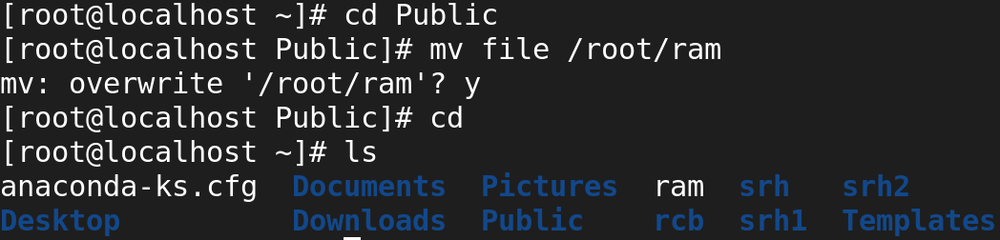 [root@localhost ~]# cd Public
[root@localhost Public]# mv file /root/ram
mv: overwrite '/root/ram'? y
[root@localhost Public]# cd
[root@localhost ~]# ls
anaconda-ks.cfg  Documents  Pictures  ram  srh   srh2
Desktop          Downloads  Public    rcb  srh1  Templates